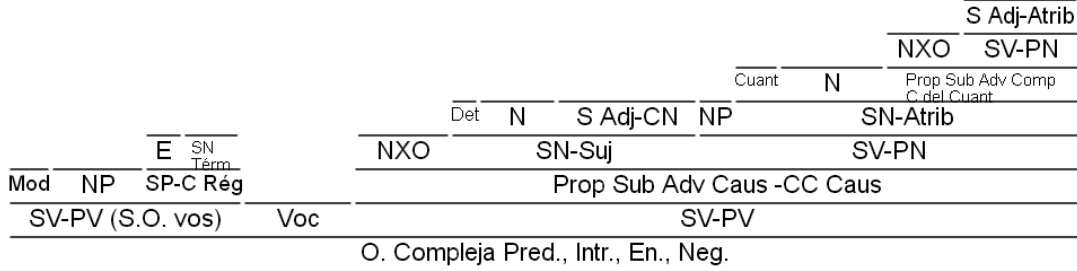 S Adj-Atrib
NXO SV-PN
Cuant N Prop Sub Adv Comp
C del Cuant
Det N S Adj-CN NP SN-Atrib
E SN
Térm
NXO SN-Suj SV-PN
Mod NP SP-C Rég Prop Sub Adv Caus -CC Caus
SV-PV (S.O. vos) Voc SV-PV
O. Compleja Pred., Intr., En., Neg.